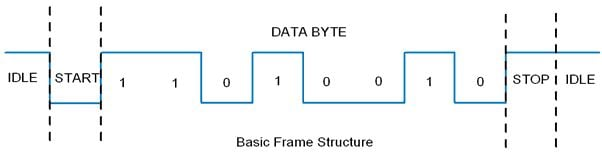 DATA BYTE
IDLE START 1 1 0 1 0 0 1 0 STOP IDLE
Basic Frame Structure